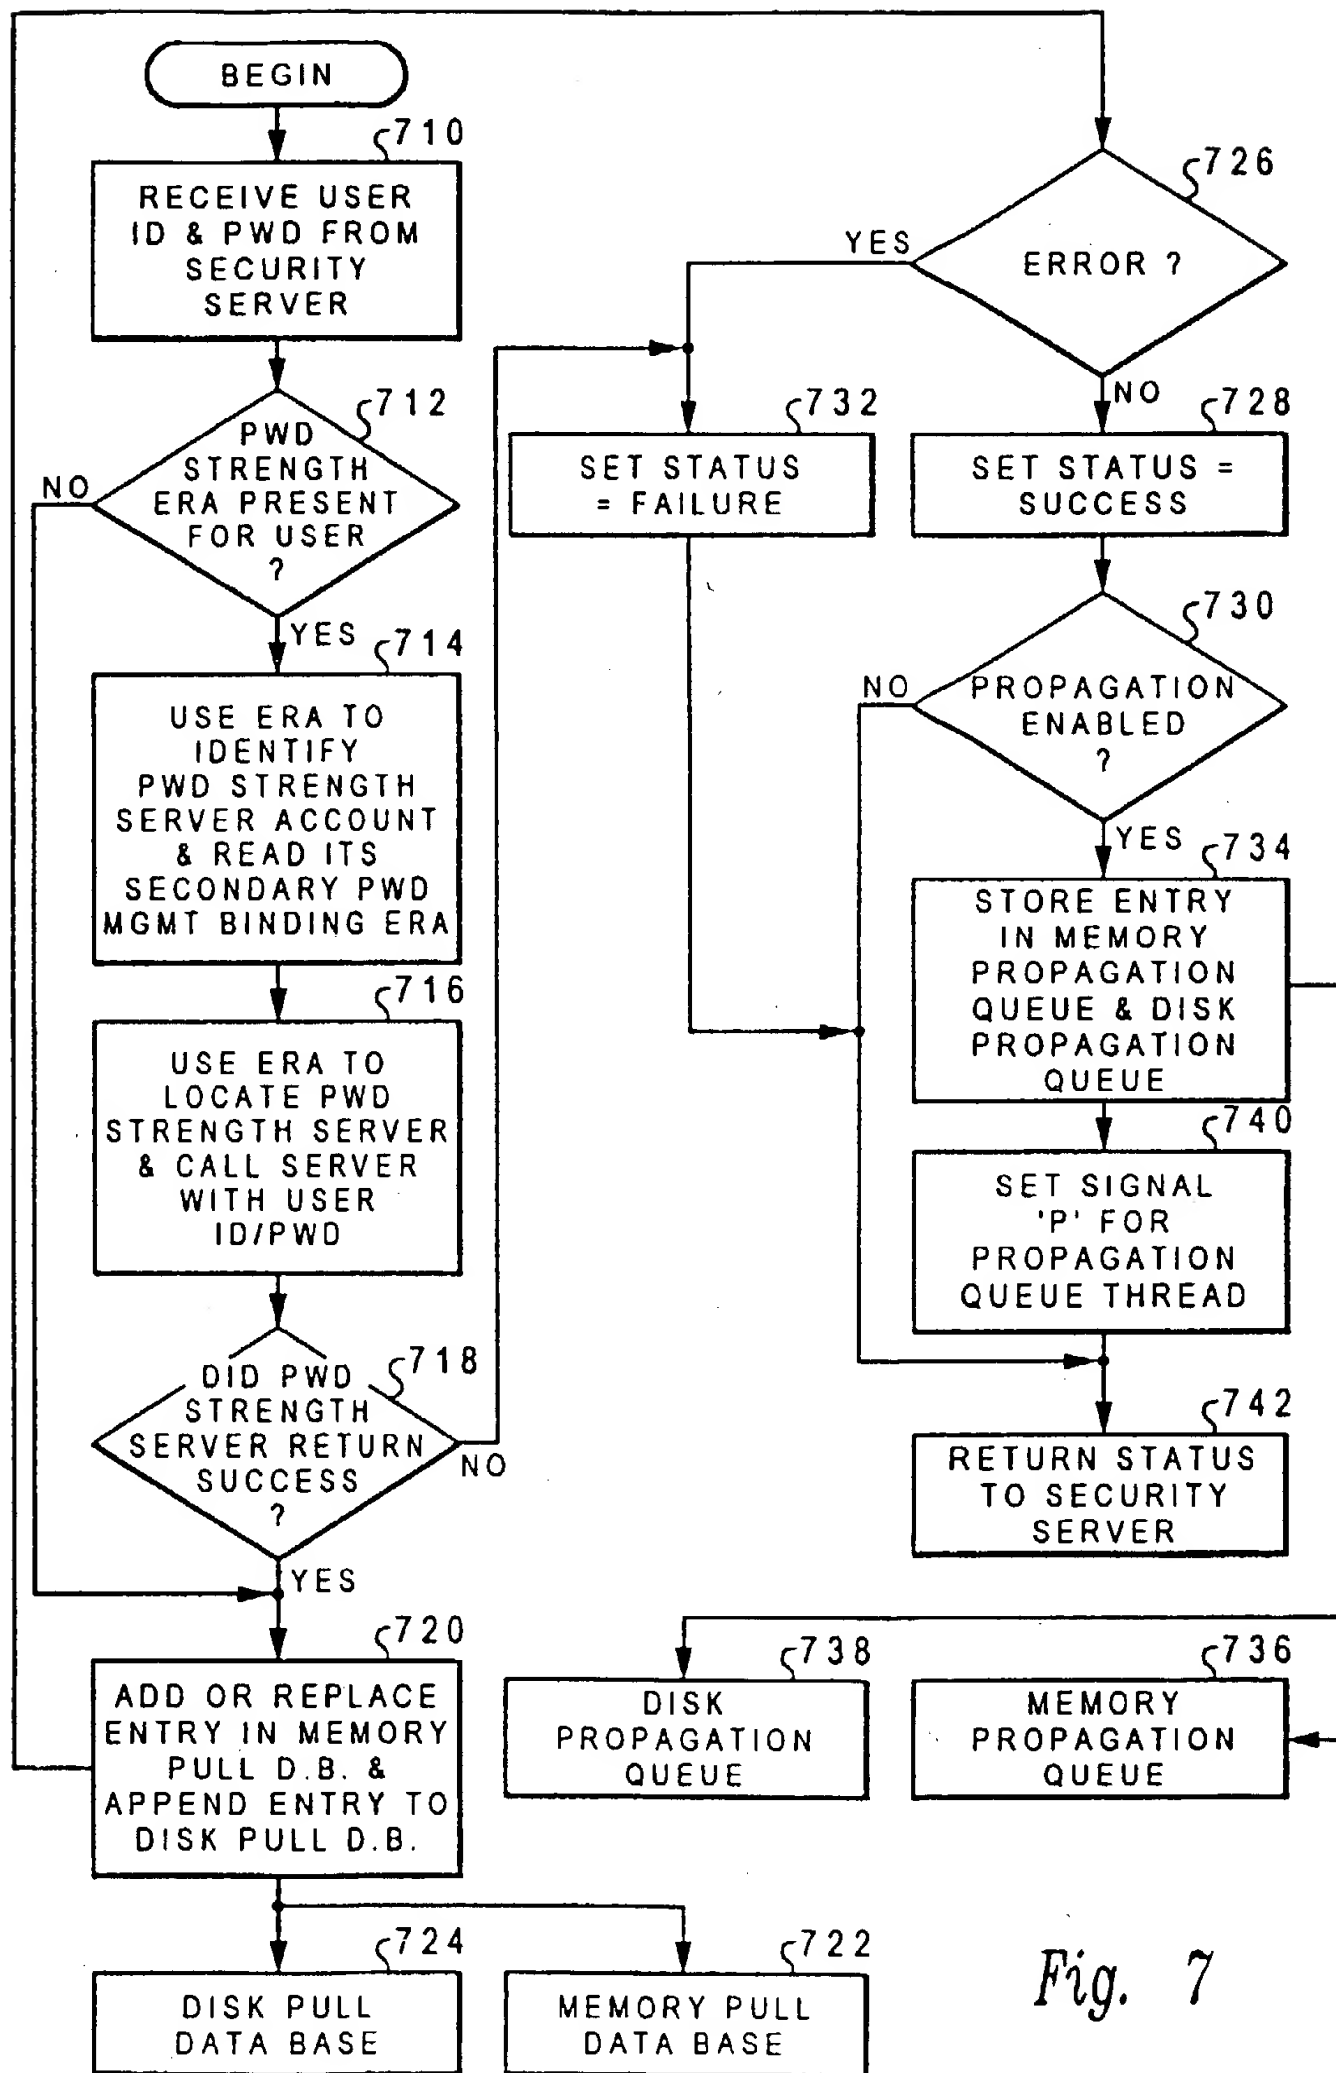 BEGIN
710
RECEIVE USER
ID & PWD FROM
SECURITY
SERVER
712
PWD
STRENGTH
ERA PRESENT
FOR USER
?
NO
YES
714
USE ERA TO
IDENTIFY
PWD STRENGTH
SERVER ACCOUNT
& READ ITS
SECONDARY PWD
MGMT BINDING ERA
716
USE ERA TO
LOCATE PWD
STRENGTH SERVER
& CALL SERVER
WITH USER
ID/PWD
718
DID PWD
STRENGTH
SERVER RETURN
SUCCESS
?
NO
YES
720
ADD OR REPLACE
ENTRY IN MEMORY
PULL D.B. &
APPEND ENTRY TO
DISK PULL D.B.
724
DISK PULL
DATA BASE
722
MEMORY PULL
DATA BASE
726
ERROR ?
YES
NO
732
SET STATUS
= FAILURE
728
SET STATUS =
SUCCESS
730
PROPAGATION
ENABLED
?
NO
YES
734
STORE ENTRY
IN MEMORY
PROPAGATION
QUEUE & DISK
PROPAGATION
QUEUE
740
SET SIGNAL
'P' FOR
PROPAGATION
QUEUE THREAD
742
RETURN STATUS
TO SECURITY
SERVER
738
DISK
PROPAGATION
QUEUE
736
MEMORY
PROPAGATION
QUEUE
Fig. 7